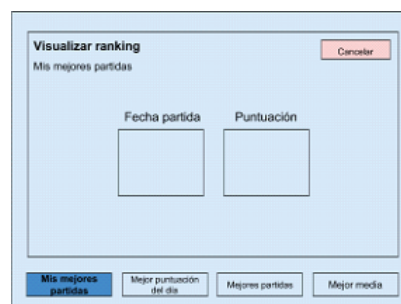 Visualizar ranking
Cancelar
Mis mejores partidas
Fecha partida
Puntuación
Mis mejores
partidas
Mejor puntuación
del día
Mejores partidas
Mejor media